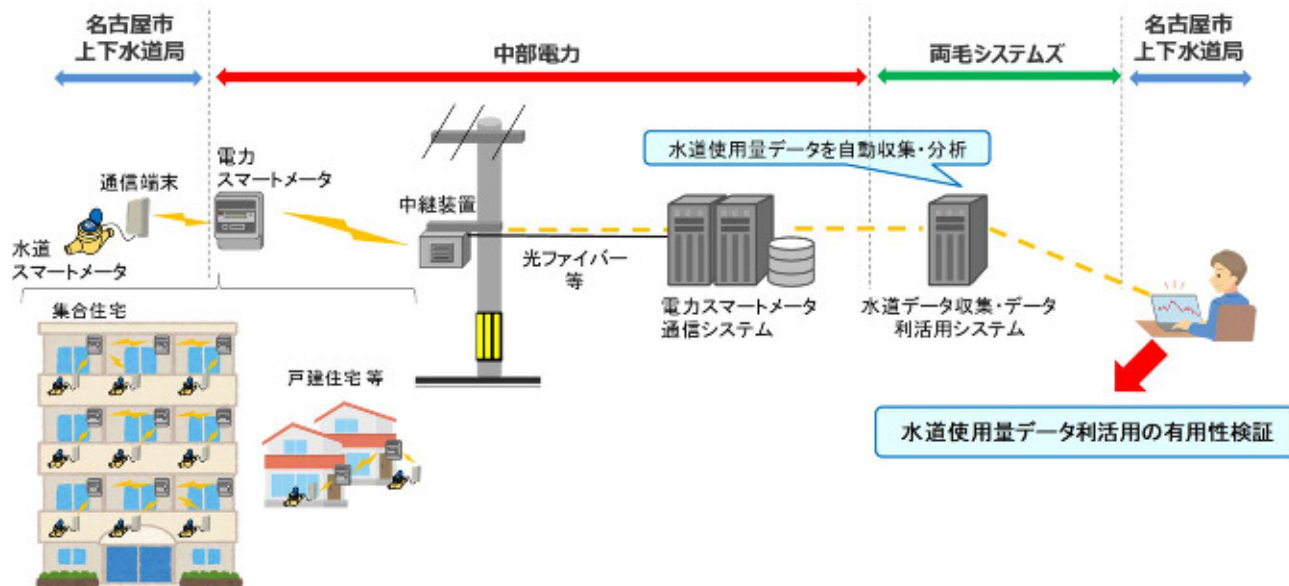 名古屋市
上下水道局
中部電力
両毛システムズ
名古屋市
上下水道局
水道使用量データを自動収集・分析
電力
スマートメータ
通信端末
中継装置
水道
スマートメータ
光ファイバー
等
電力スマートメータ
通信システム
水道データ収集・データ
利活用システム
集合住宅
戸建住宅 等
水道使用量データ利活用の有用性検証